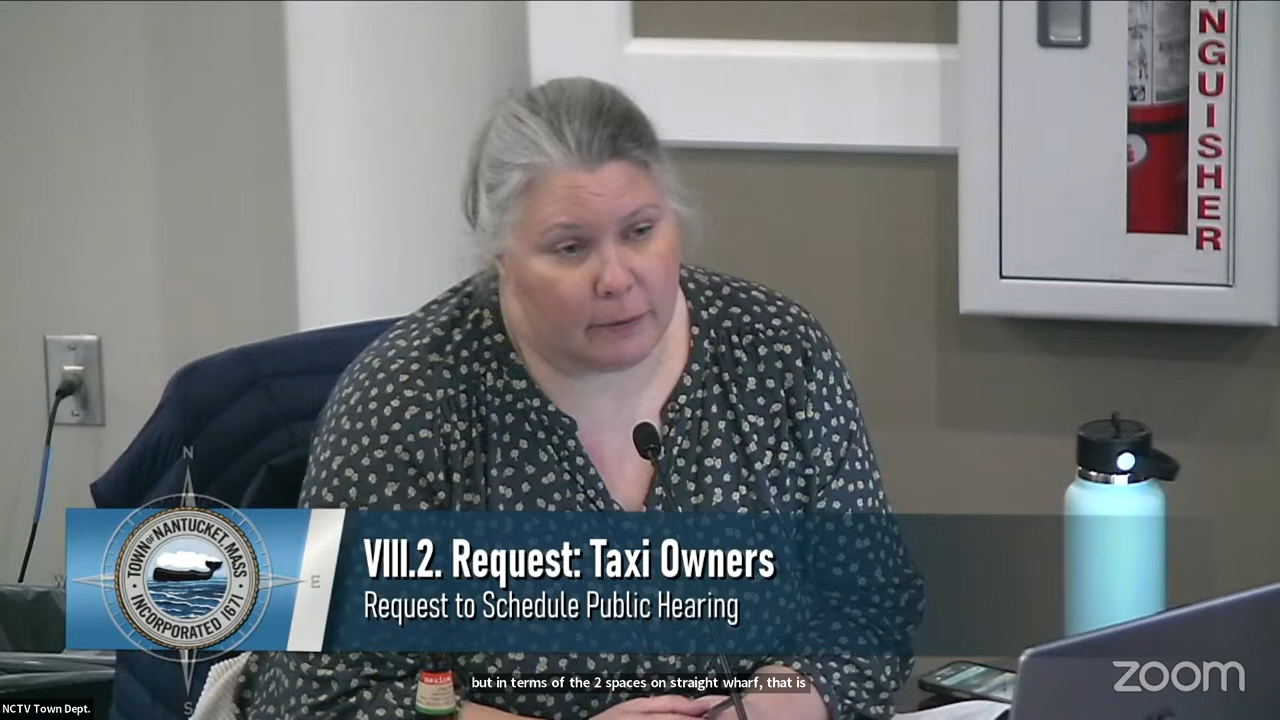 NGUISHER
N
TOWN OF NANTUCKET, MASS
INCORPORATED 1671
E
S
VIII.2. Request: Taxi Owners
Request to Schedule Public Hearing
but in terms of the 2 spaces on straight wharf, that is
NCTV Town Dept.
zoom